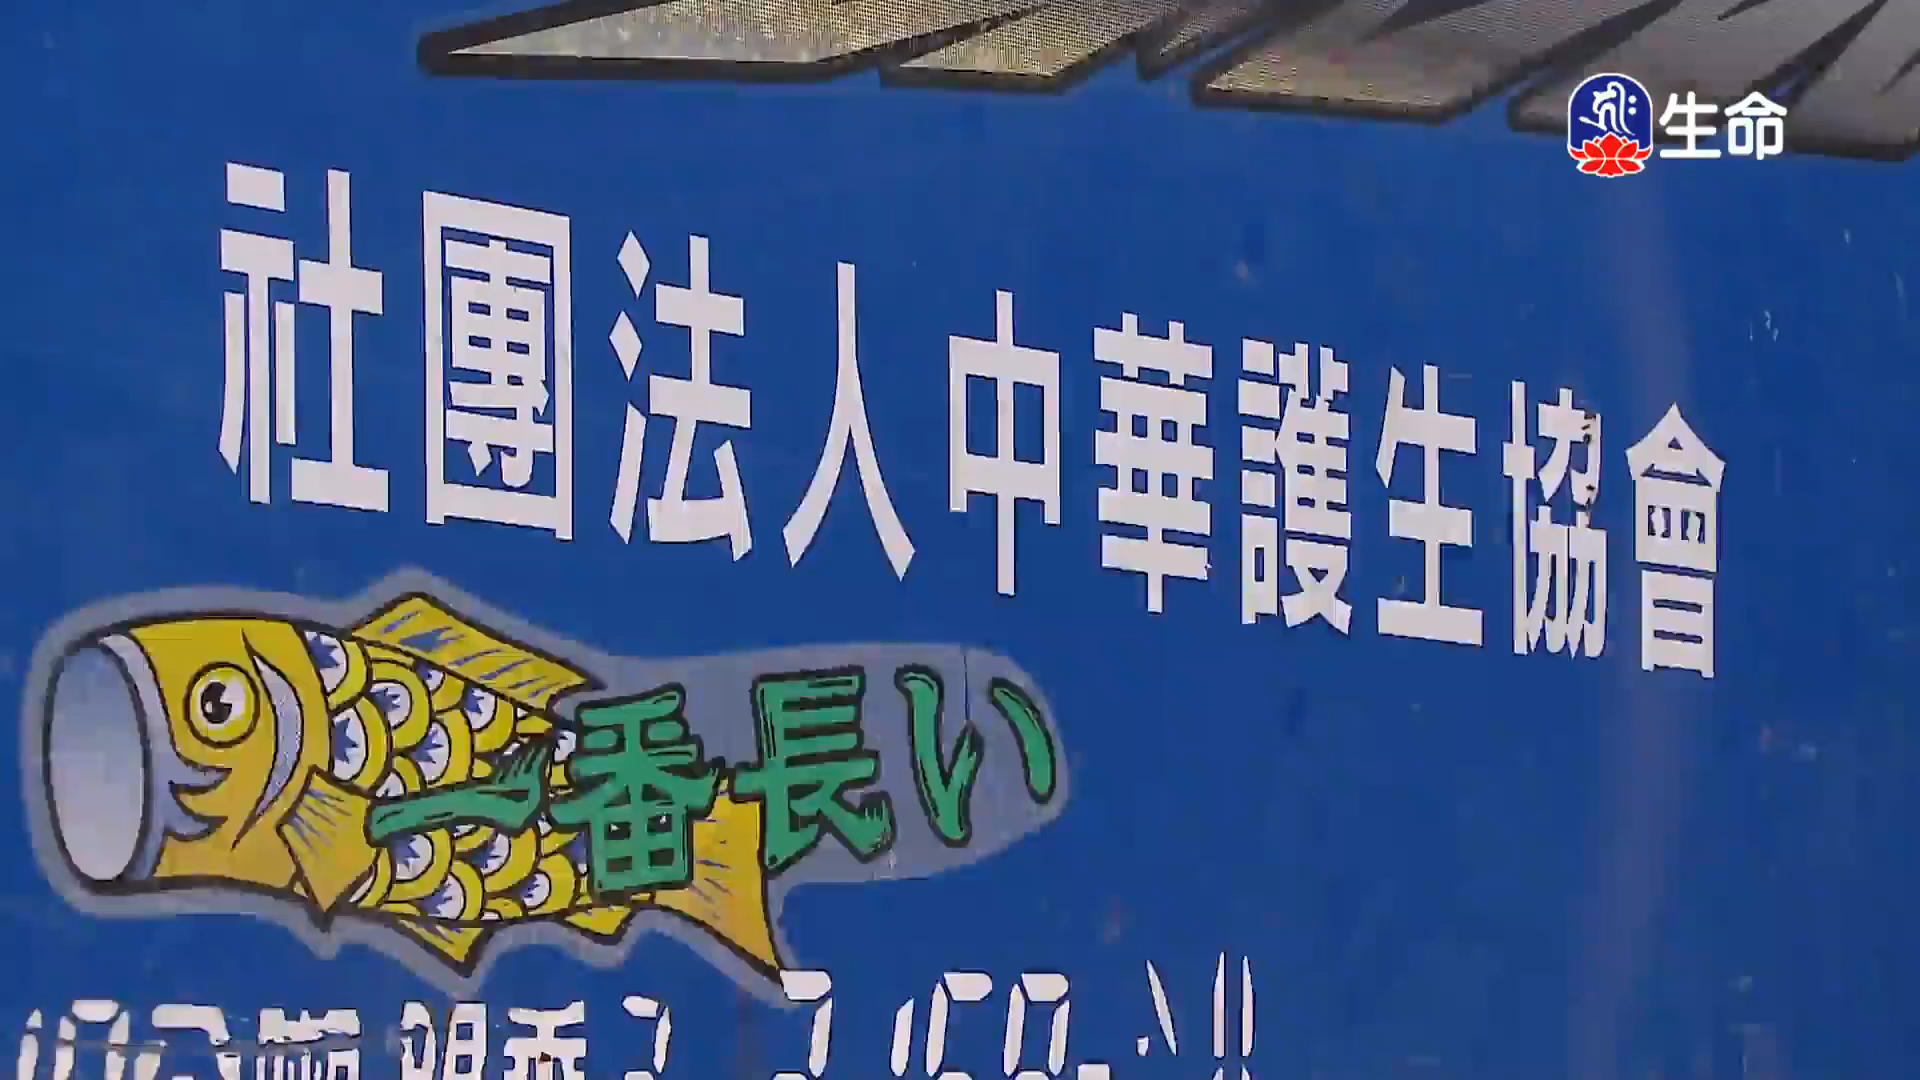 生命
社團法人中華護生協會
一番長い